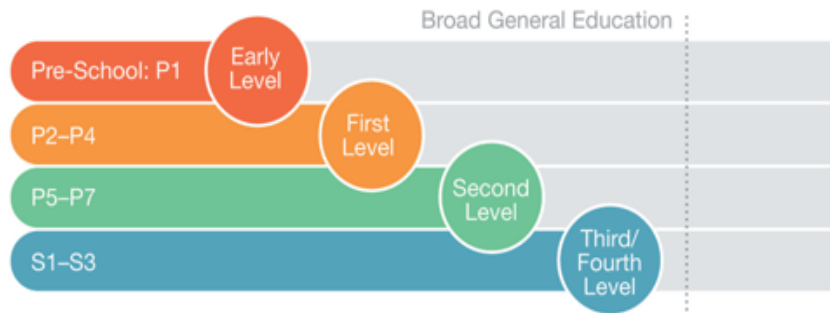 Broad General Education
Pre-School: P1
Early
Level
P2–P4
First
Level
P5–P7
Second
Level
S1–S3
Third/
Fourth
Level